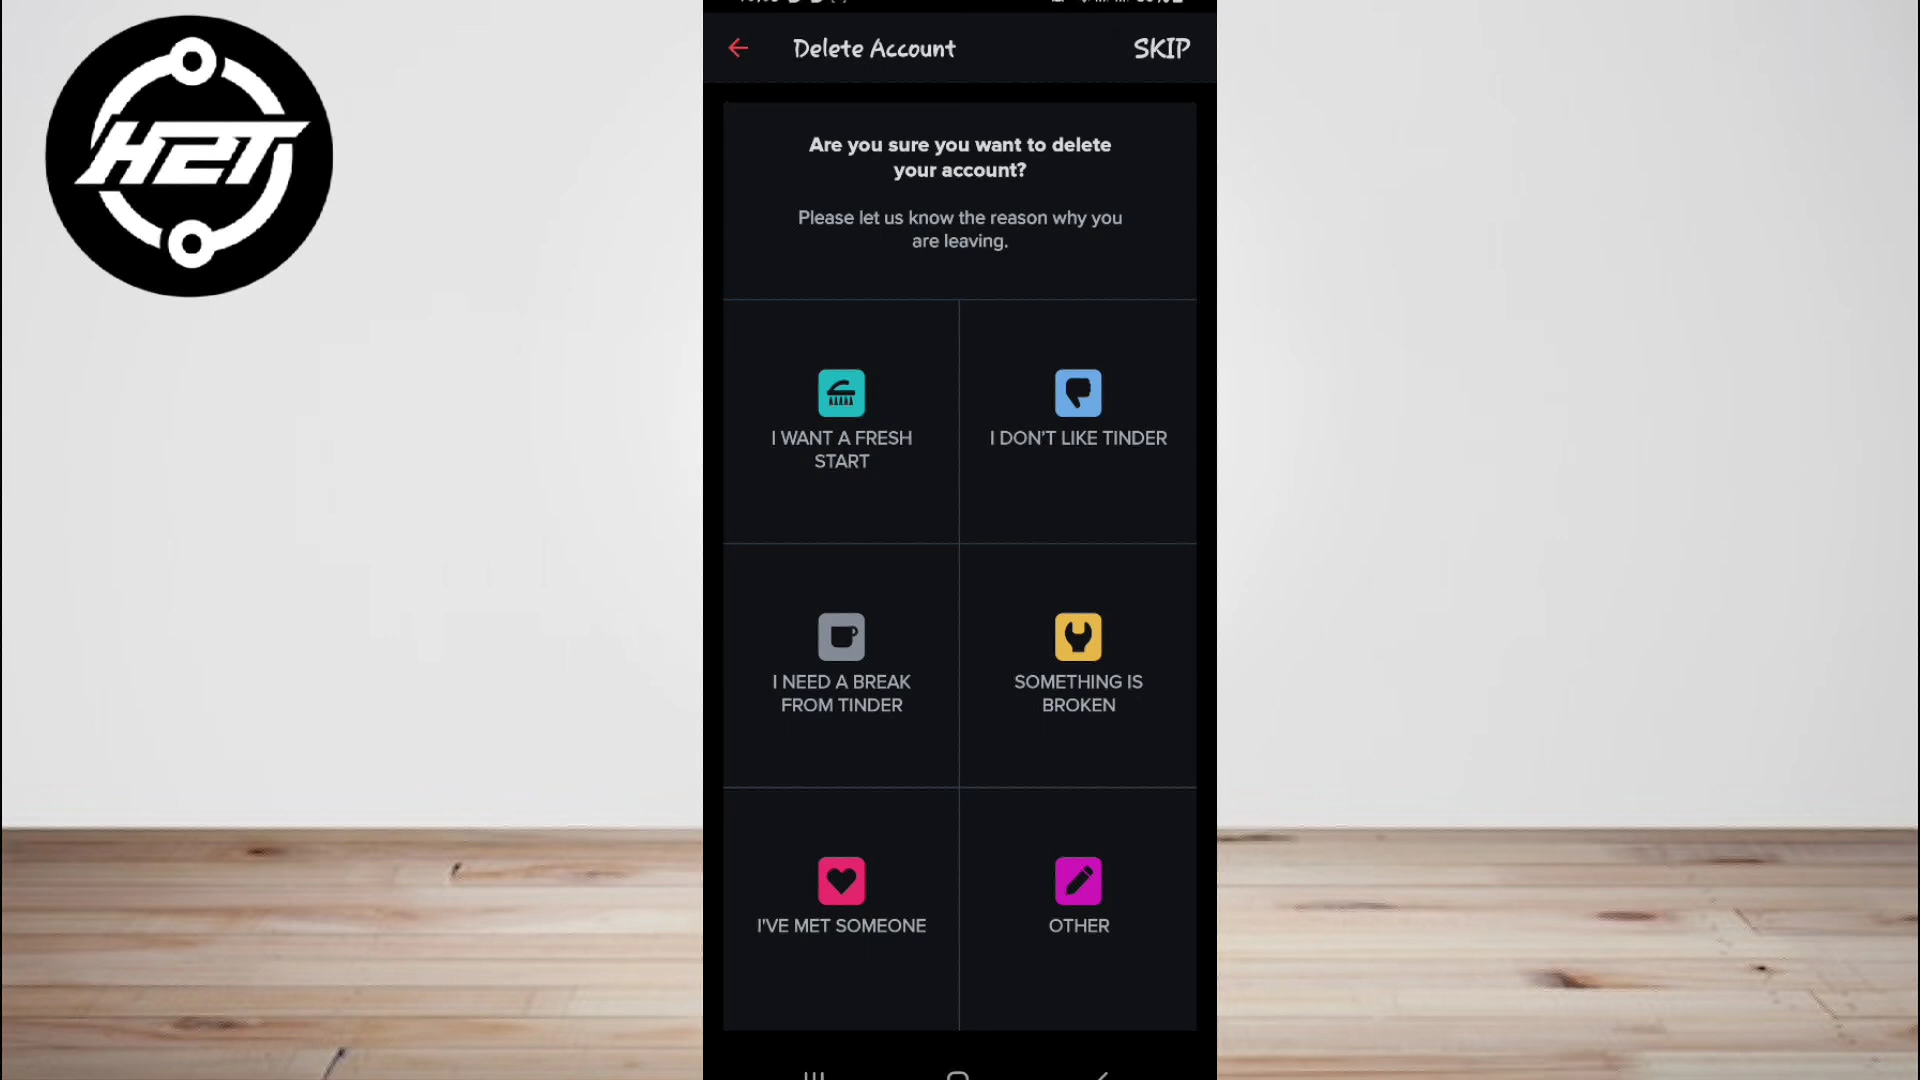 H2T
Delete Account
SKIP
Are you sure you want to delete
your account?
Please let us know the reason why you
are leaving.
I WANT A FRESH
START
I DON'T LIKE TINDER
I NEED A BREAK
FROM TINDER
SOMETHING IS
BROKEN
I'VE MET SOMEONE
OTHER